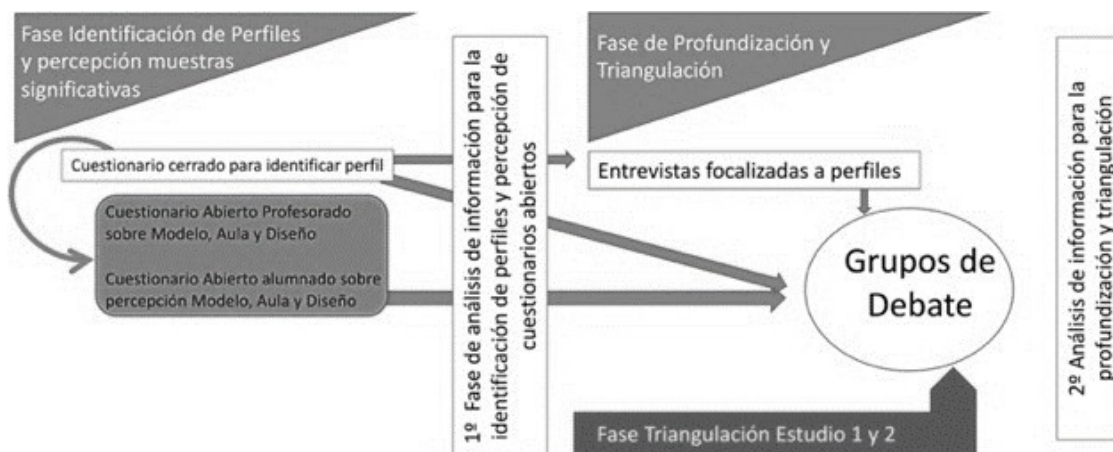 Fase Identificación de Perfiles
y percepción muestras
significativas
Cuestionario cerrado para identificar perfil
Cuestionario Abierto Profesorado
sobre Modelo, Aula y Diseño
Cuestionario Abierto alumnado sobre
percepción Modelo, Aula y Diseño
1º Fase de análisis de información para la
identificación de perfiles y percepción de
cuestionarios abiertos
Fase de Profundización y
Triangulación
Entrevistas focalizadas a perfiles
Grupos de
Debate
Fase Triangulación Estudio 1 y 2
2º Análisis de información para la
profundización y triangulación